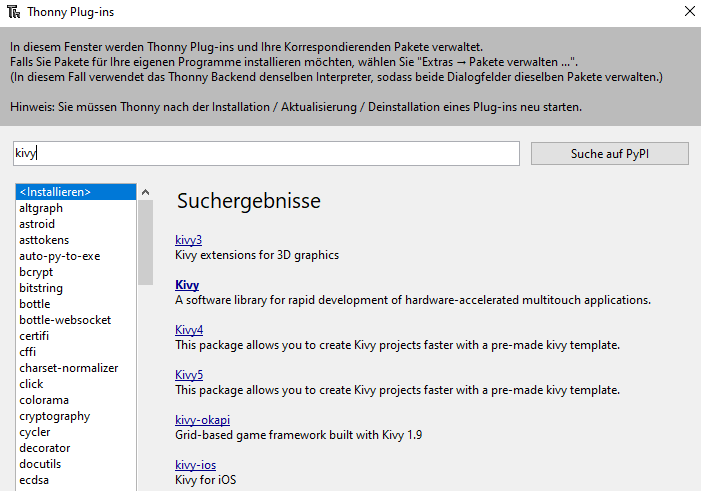 Thonny Plug-ins
In diesem Fenster werden Thonny Plug-ins und Ihre Korrespondierenden Pakete verwaltet.
Falls Sie Pakete für Ihre eigenen Programme installieren möchten, wählen Sie "Extras → Pakete verwalten ...".
(In diesem Fall verwendet das Thonny Backend denselben Interpreter, sodass beide Dialogfelder dieselben Pakete verwalten.)
Hinweis: Sie müssen Thonny nach der Installation / Aktualisierung / Deinstallation eines Plug-ins neu starten.
kivy
Suche auf PyPI
<Installieren>
altgraph
astroid
asttokens
auto-py-to-exe
bcrypt
bitstring
bottle
bottle-websocket
certifi
cffi
charset-normalizer
click
colorama
cryptography
cycler
decorator
docutils
ecdsa
Suchergebnisse
kivy3
Kivy extensions for 3D graphics
Kivy
A software library for rapid development of hardware-accelerated multitouch applications.
Kivy4
This package allows you to create Kivy projects faster with a pre-made kivy template.
Kivy5
This package allows you to create Kivy projects faster with a pre-made kivy template.
kivy-okapi
Grid-based game framework built with Kivy 1.9
kivy-ios
Kivy for iOS